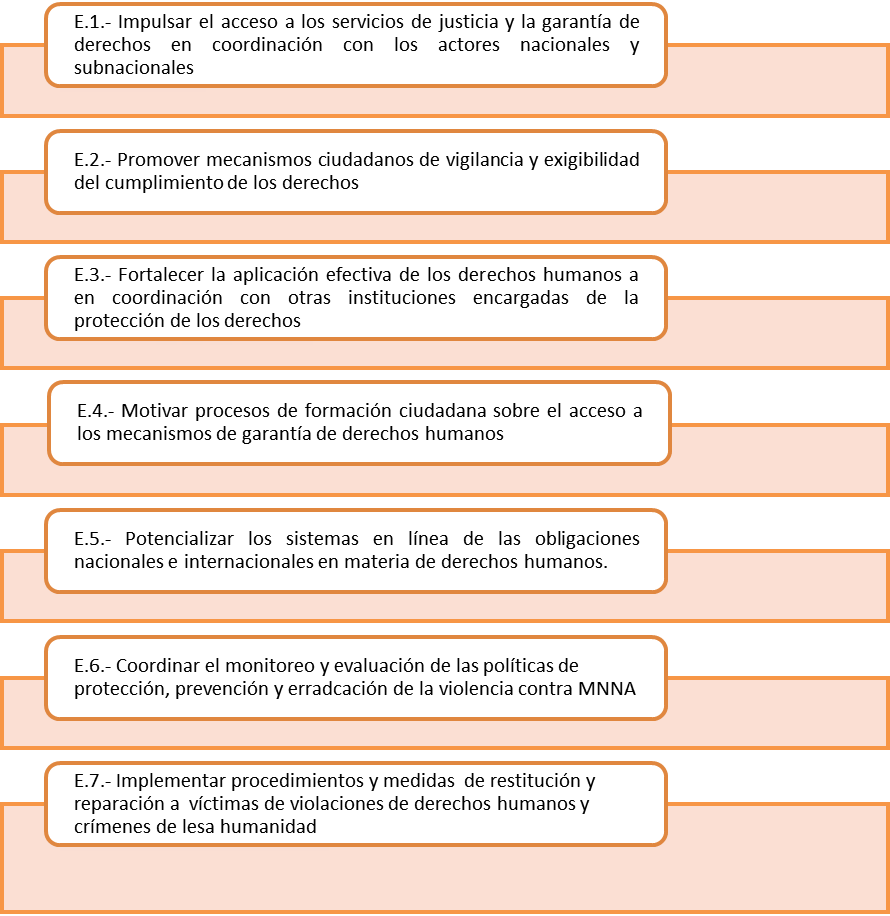 E.1.- Impulsar el acceso a los servicios de justicia y la garantía de
derechos en coordinación con los actores nacionales y
subnacionales
E.2.- Promover mecanismos ciudadanos de vigilancia y exigibilidad
del cumplimiento de los derechos
E.3.- Fortalecer la aplicación efectiva de los derechos humanos a
en coordinación con otras instituciones encargadas de la
protección de los derechos
E.4.- Motivar procesos de formación ciudadana sobre el acceso a
los mecanismos de garantía de derechos humanos
E.5.- Potencializar los sistemas en línea de las obligaciones
nacionales e internacionales en materia de derechos humanos.
E.6.- Coordinar el monitoreo y evaluación de las políticas de
protección, prevención y erradcación de la violencia contra MNNA
E.7.- Implementar procedimientos y medidas de restitución y
reparación a víctimas de violaciones de derechos humanos y
crímenes de lesa humanidad